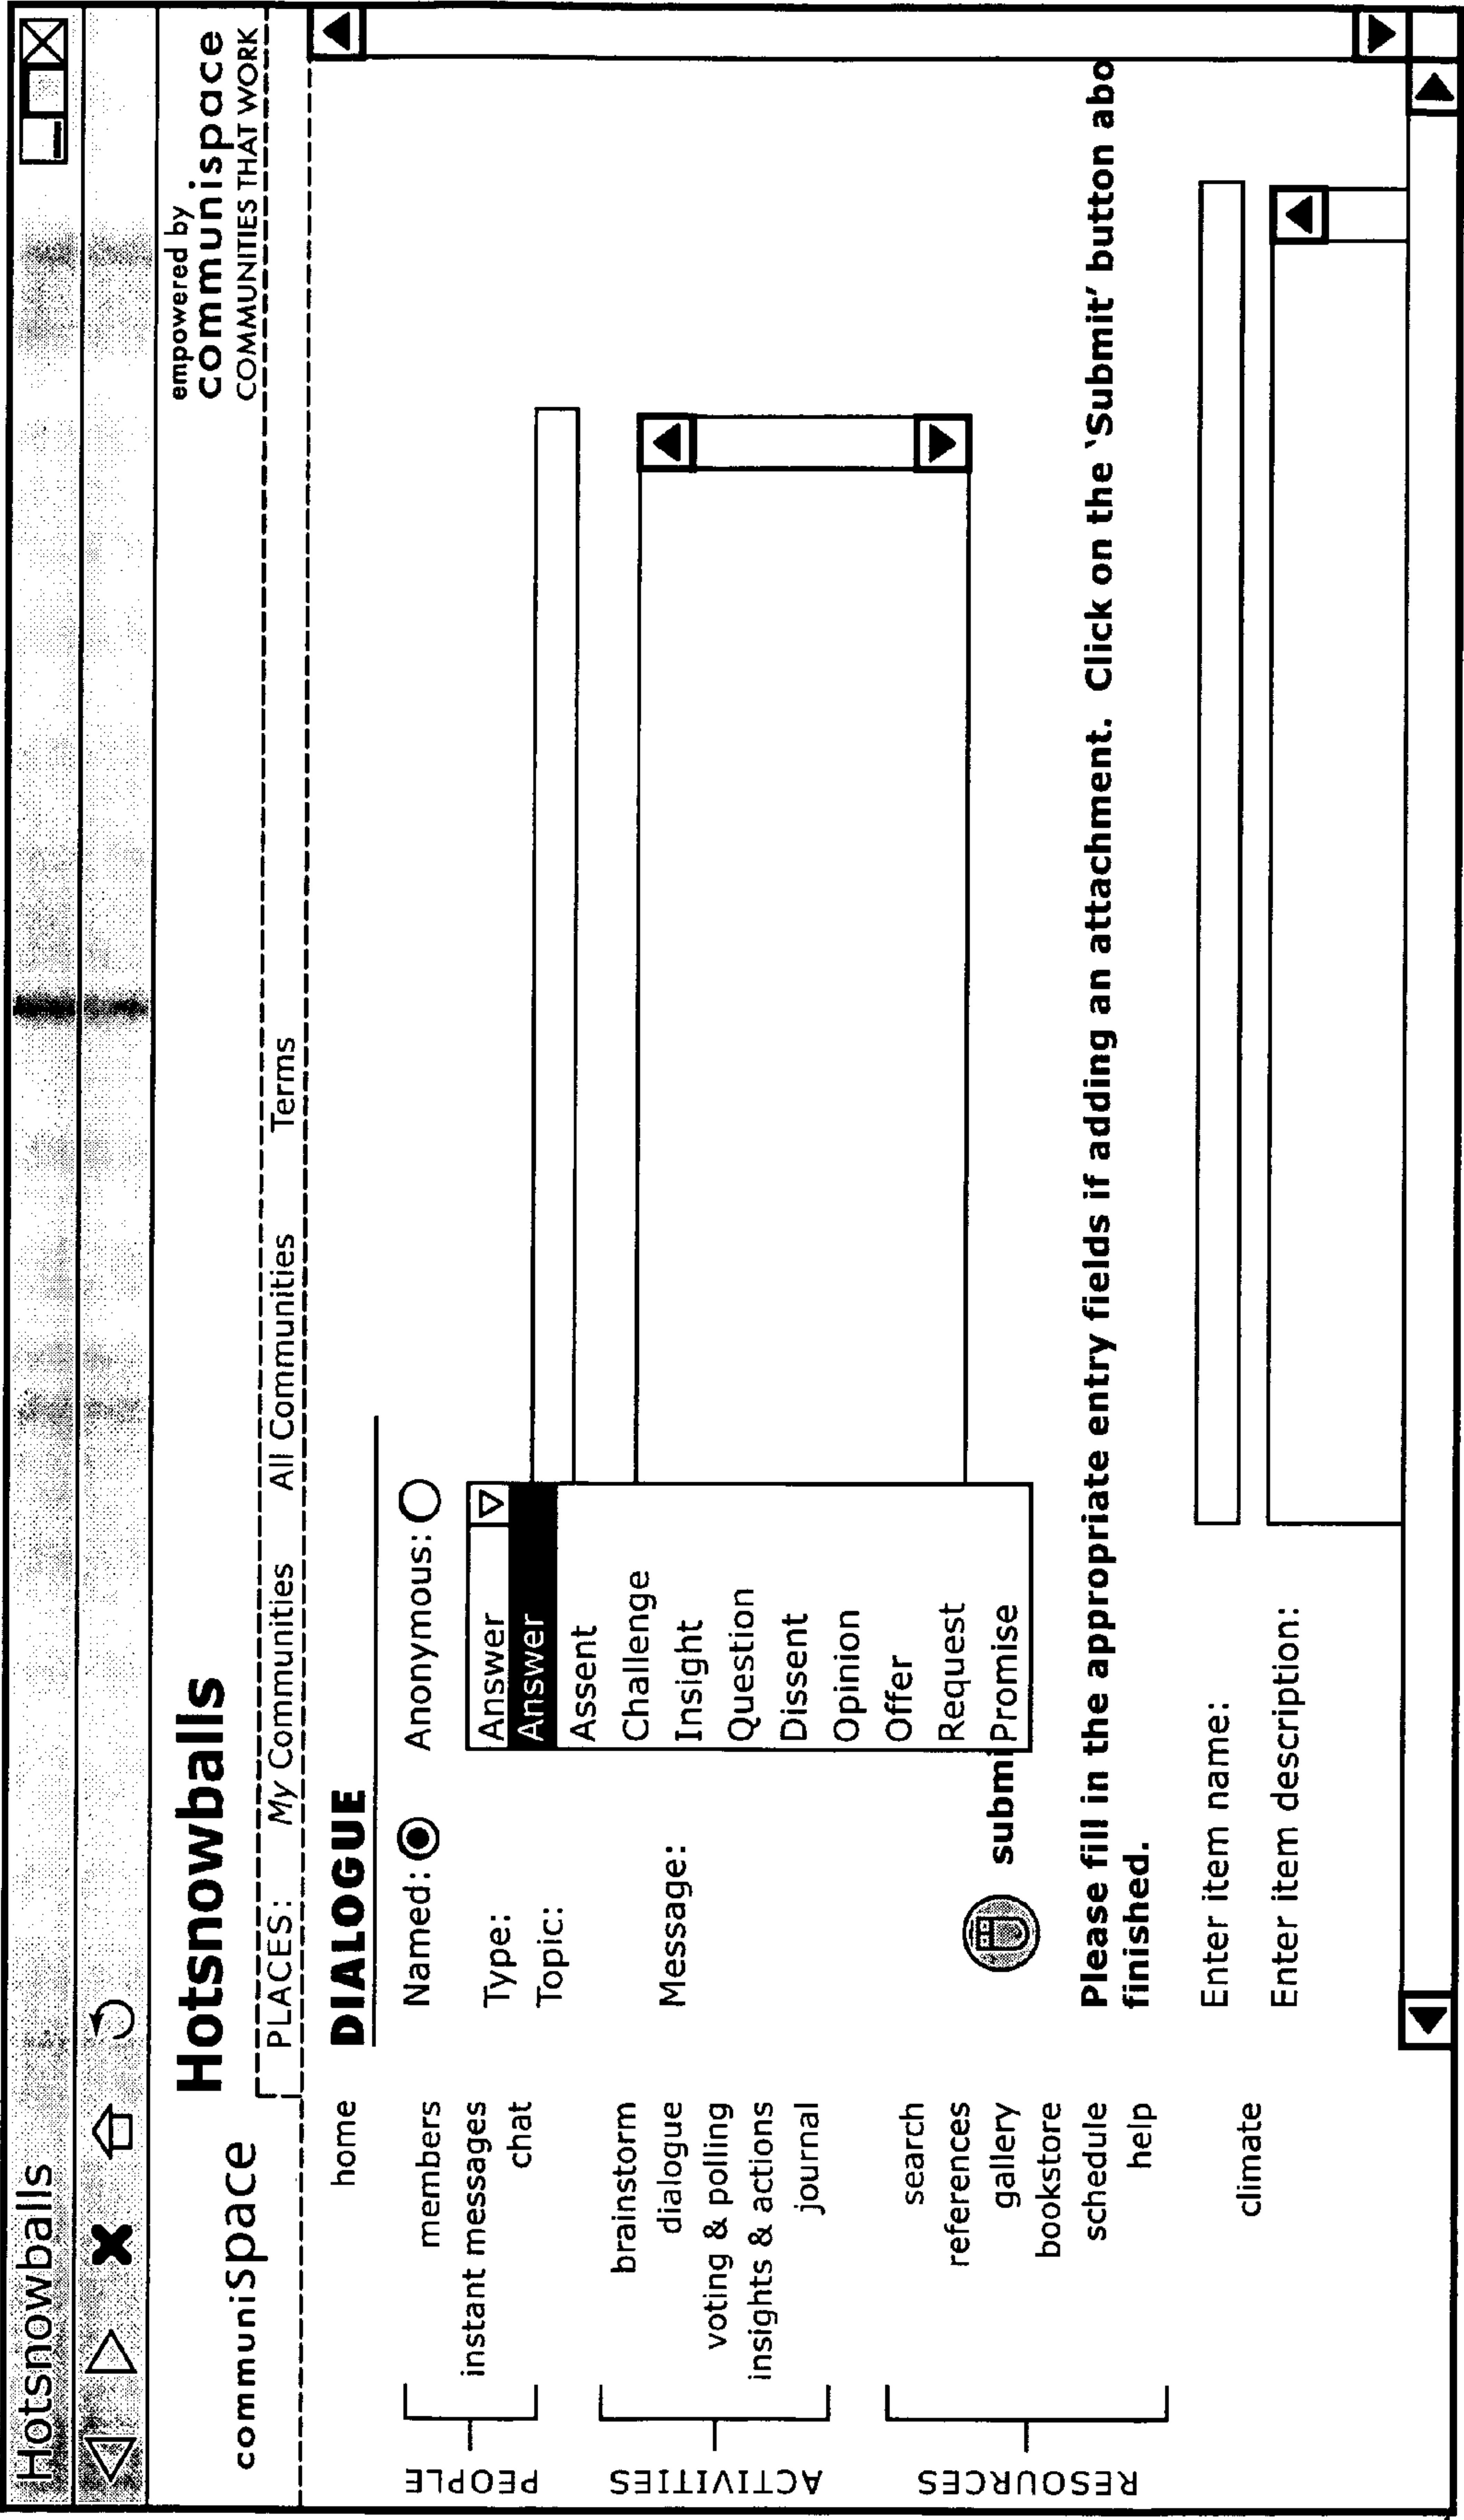 Hotsnowballs
communispace
Hotsnowballs
empowered by
communispace
COMMUNITIES THAT WORK
PLACES: My Communities All Communities Terms
home
PEOPLE
members
instant messages
chat
ACTIVITIES
brainstorm
dialogue
voting & polling
insights & actions
journal
RESOURCES
search
references
gallery
bookstore
schedule
help
climate
DIALOGUE
Named: Anonymous:
Type: Answer
Topic:
Answer
Assent
Challenge
Insight
Question
Dissent
Opinion
Offer
Request
Promise
Message:
submi
Please fill in the appropriate entry fields if adding an attachment. Click on the ‘Submit’ button abo
finished.
Enter item name:
Enter item description: